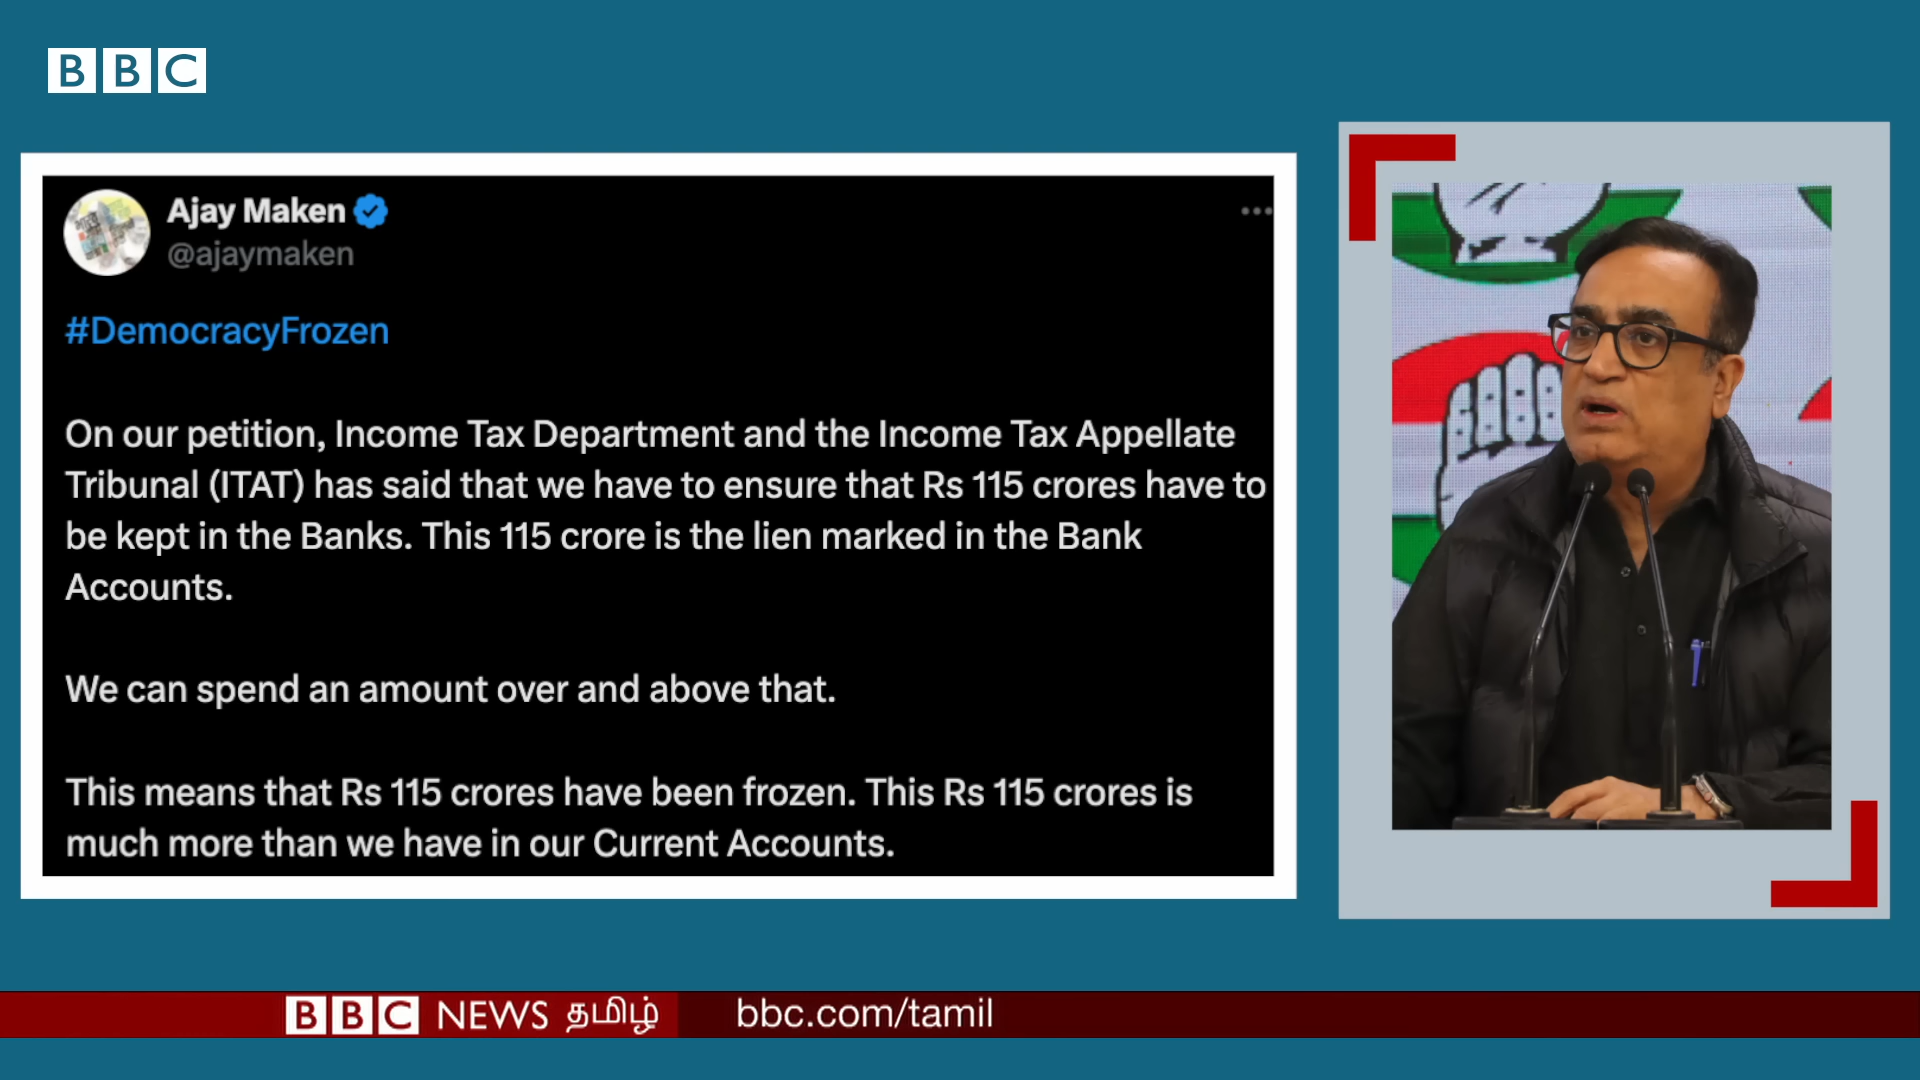 BBC
Ajay Maken
@ajaymaken
#DemocracyFrozen
On our petition, Income Tax Department and the Income Tax Appellate
Tribunal (ITAT) has said that we have to ensure that Rs 115 crores have to
be kept in the Banks. This 115 crore is the lien marked in the Bank
Accounts.
We can spend an amount over and above that.
This means that Rs 115 crores have been frozen. This Rs 115 crores is
much more than we have in our Current Accounts.
BBC NEWS தமிழ் bbc.com/tamil